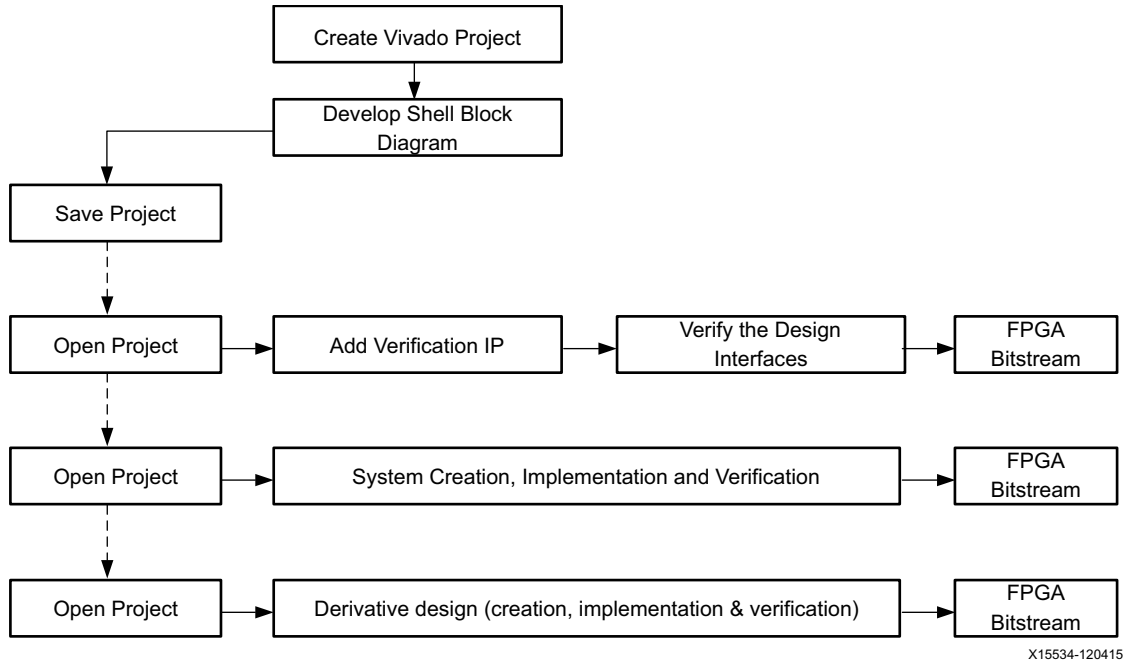 Create Vivado Project
Develop Shell Block
Diagram
Save Project
Open Project
Add Verification IP
Verify the Design
Interfaces
FPGA
Bitstream
Open Project
System Creation, Implementation and Verification
FPGA
Bitstream
Open Project
Derivative design (creation, implementation & verification)
FPGA
Bitstream
X15534-120415